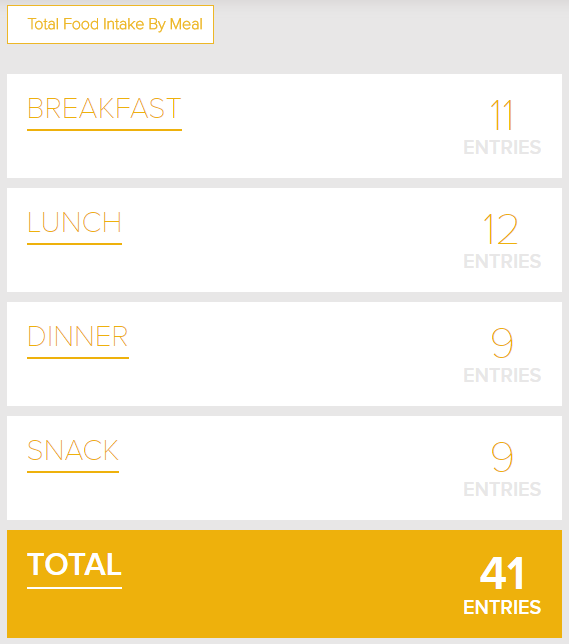 Total Food Intake By Meal
BREAKFAST
11
ENTRIES
LUNCH
12
ENTRIES
DINNER
9
ENTRIES
SNACK
9
ENTRIES
TOTAL
41
ENTRIES